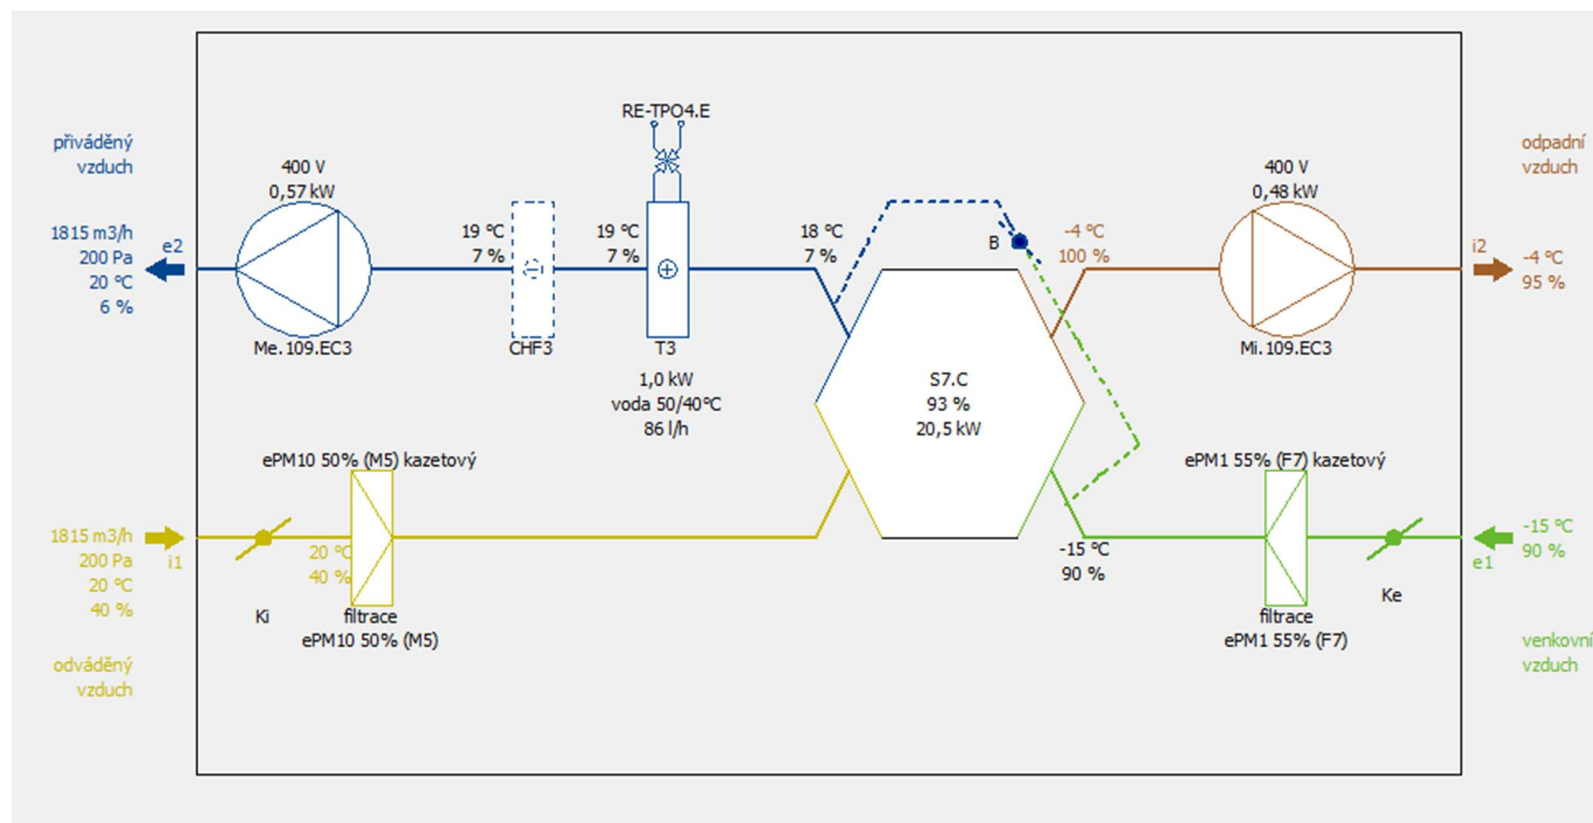 RE-TPO4.E
přiváděný
vzduch
400 V
0,57 kW
1815 m3/h
200 Pa
20 °C
6 %
e2
19 °C
7 %
19 °C
7 %
18 °C
7 %
B
-4 °C
100 %
400 V
0,48 kW
odpadní
vzduch
i2
-4 °C
95 %
Me.109.EC3
CHF3
T3
Mi.109.EC3
1,0 kW
voda 50/40°C
86 l/h
S7.C
93 %
20,5 kW
ePM10 50% (M5) kazetový
ePM1 55% (F7) kazetový
1815 m3/h
200 Pa
20 °C
40 %
i1
20 °C
40 %
-15 °C
90 %
-15 °C
90 %
e1
Ki
filtrace
ePM10 50% (M5)
filtrace
ePM1 55% (F7)
Ke
odváděný
vzduch
venkovní
vzduch